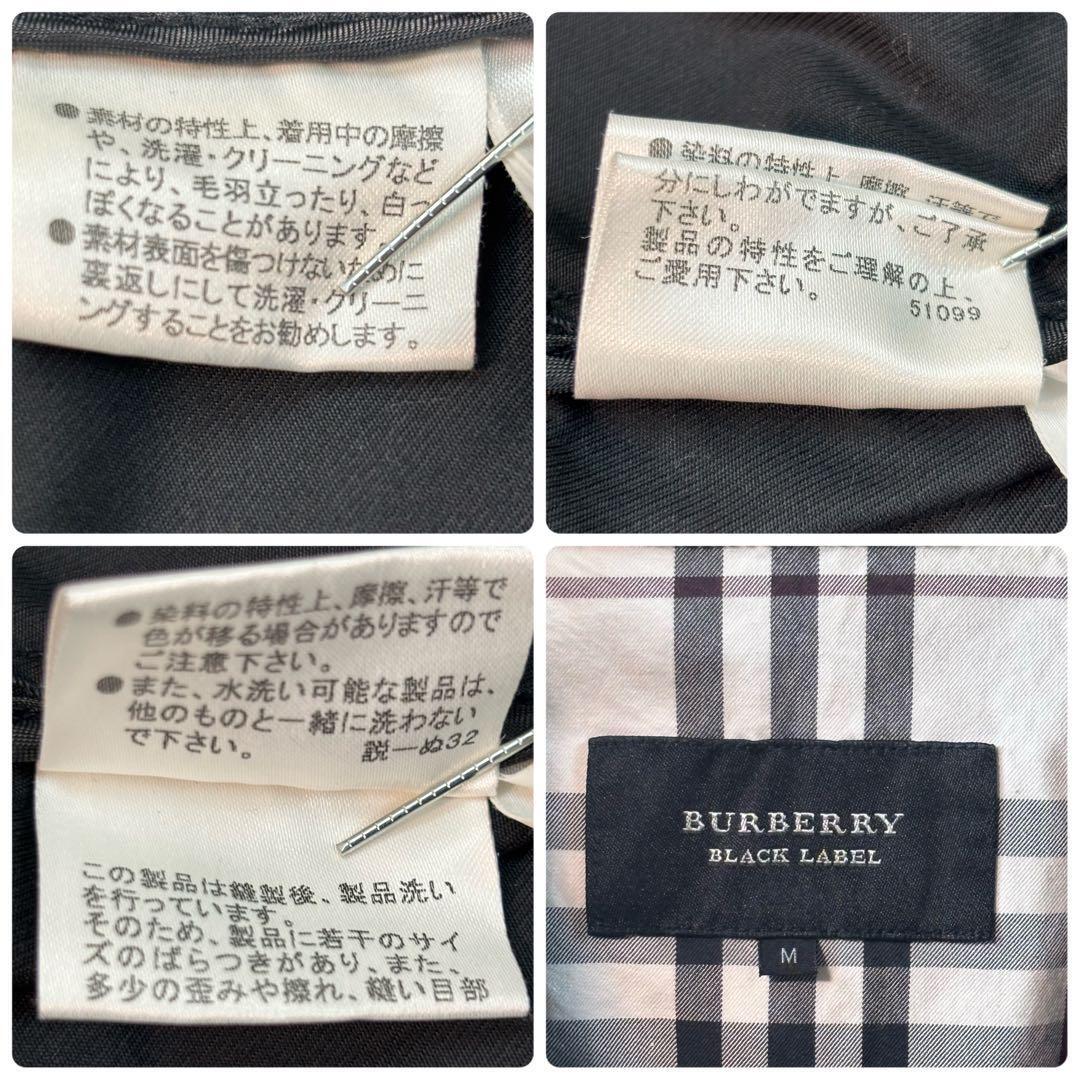 ●素材の特性上、着用中の摩擦
や、洗濯・クリーニングなど
により、毛羽立ったり、白っ
ぽくなることがあります
●素材表面を傷つけないために
裏返しにして洗濯・クリーニ
ングすることをお勧めします。
●染料の特性上、摩擦、汗等で
分にしわがでますが、ご了承
下さい。
製品の特性をご理解の上、
ご愛用下さい。
51099
●染料の特性上、摩擦、汗等で
色が移る場合がありますので
ご注意下さい。
●また、水洗い可能な製品は、
他のものと一緒に洗わない
で下さい。 説ーぬ32
この製品は縫製後、製品洗い
を行っています。
そのため、製品に若干のサイ
ズのばらつきがあり、また、
多少の歪みや擦れ、縫い目部
BURBERRY
BLACK LABEL
M